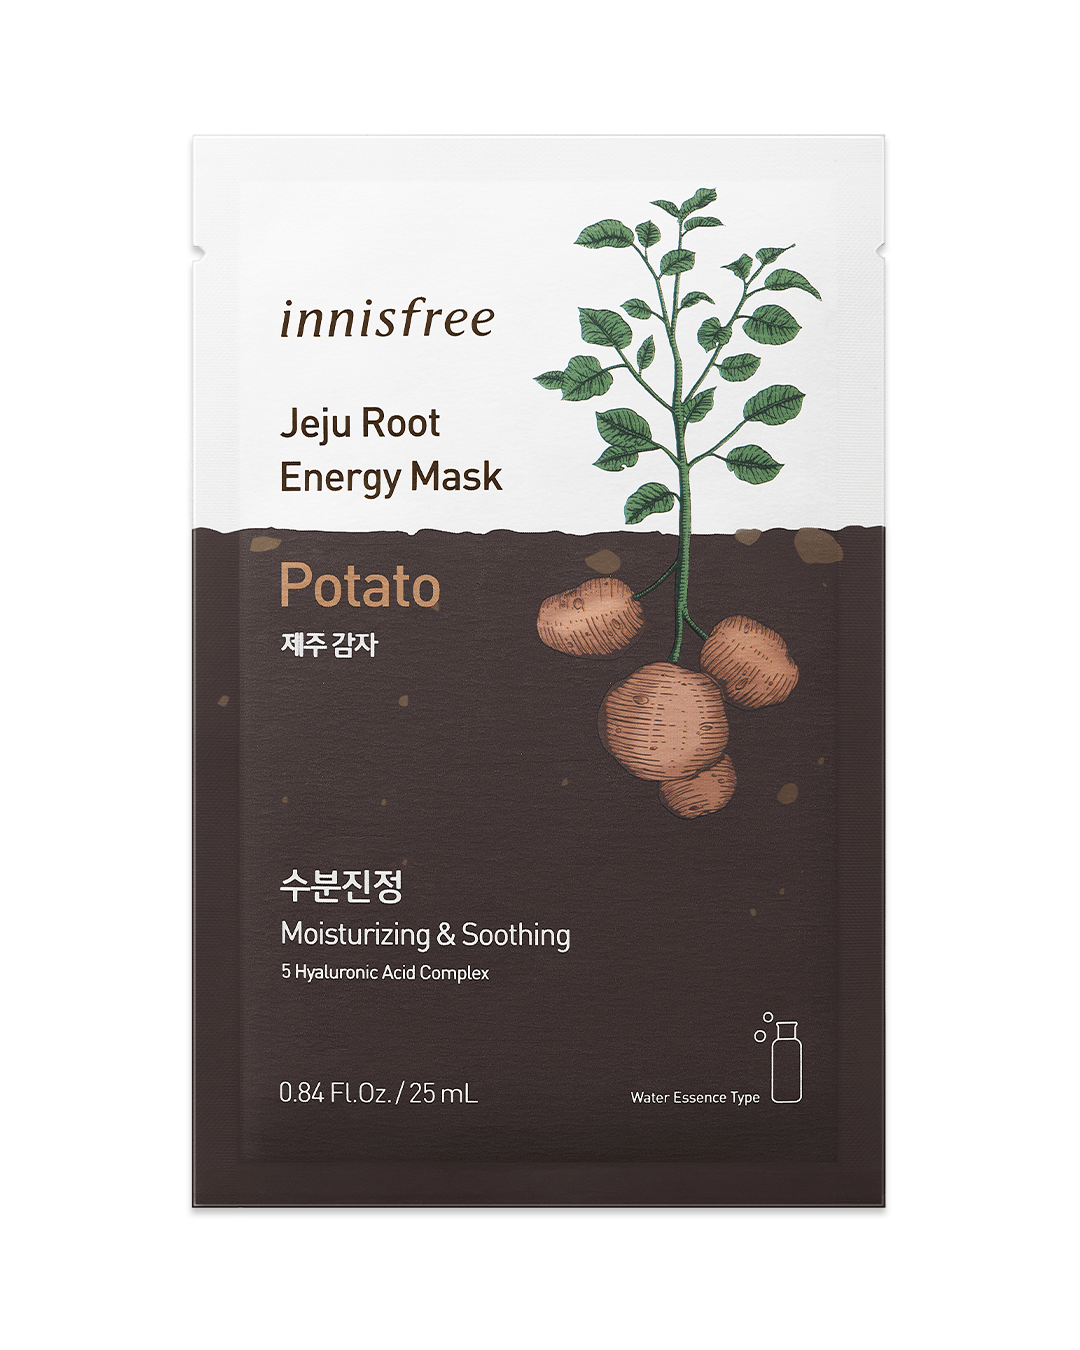 innisfree
Jeju Root
Energy Mask
Potato
제주 감자
수분진정
Moisturizing & Soothing
5 Hyaluronic Acid Complex
0.84 Fl.Oz. / 25 mL
Water Essence Type